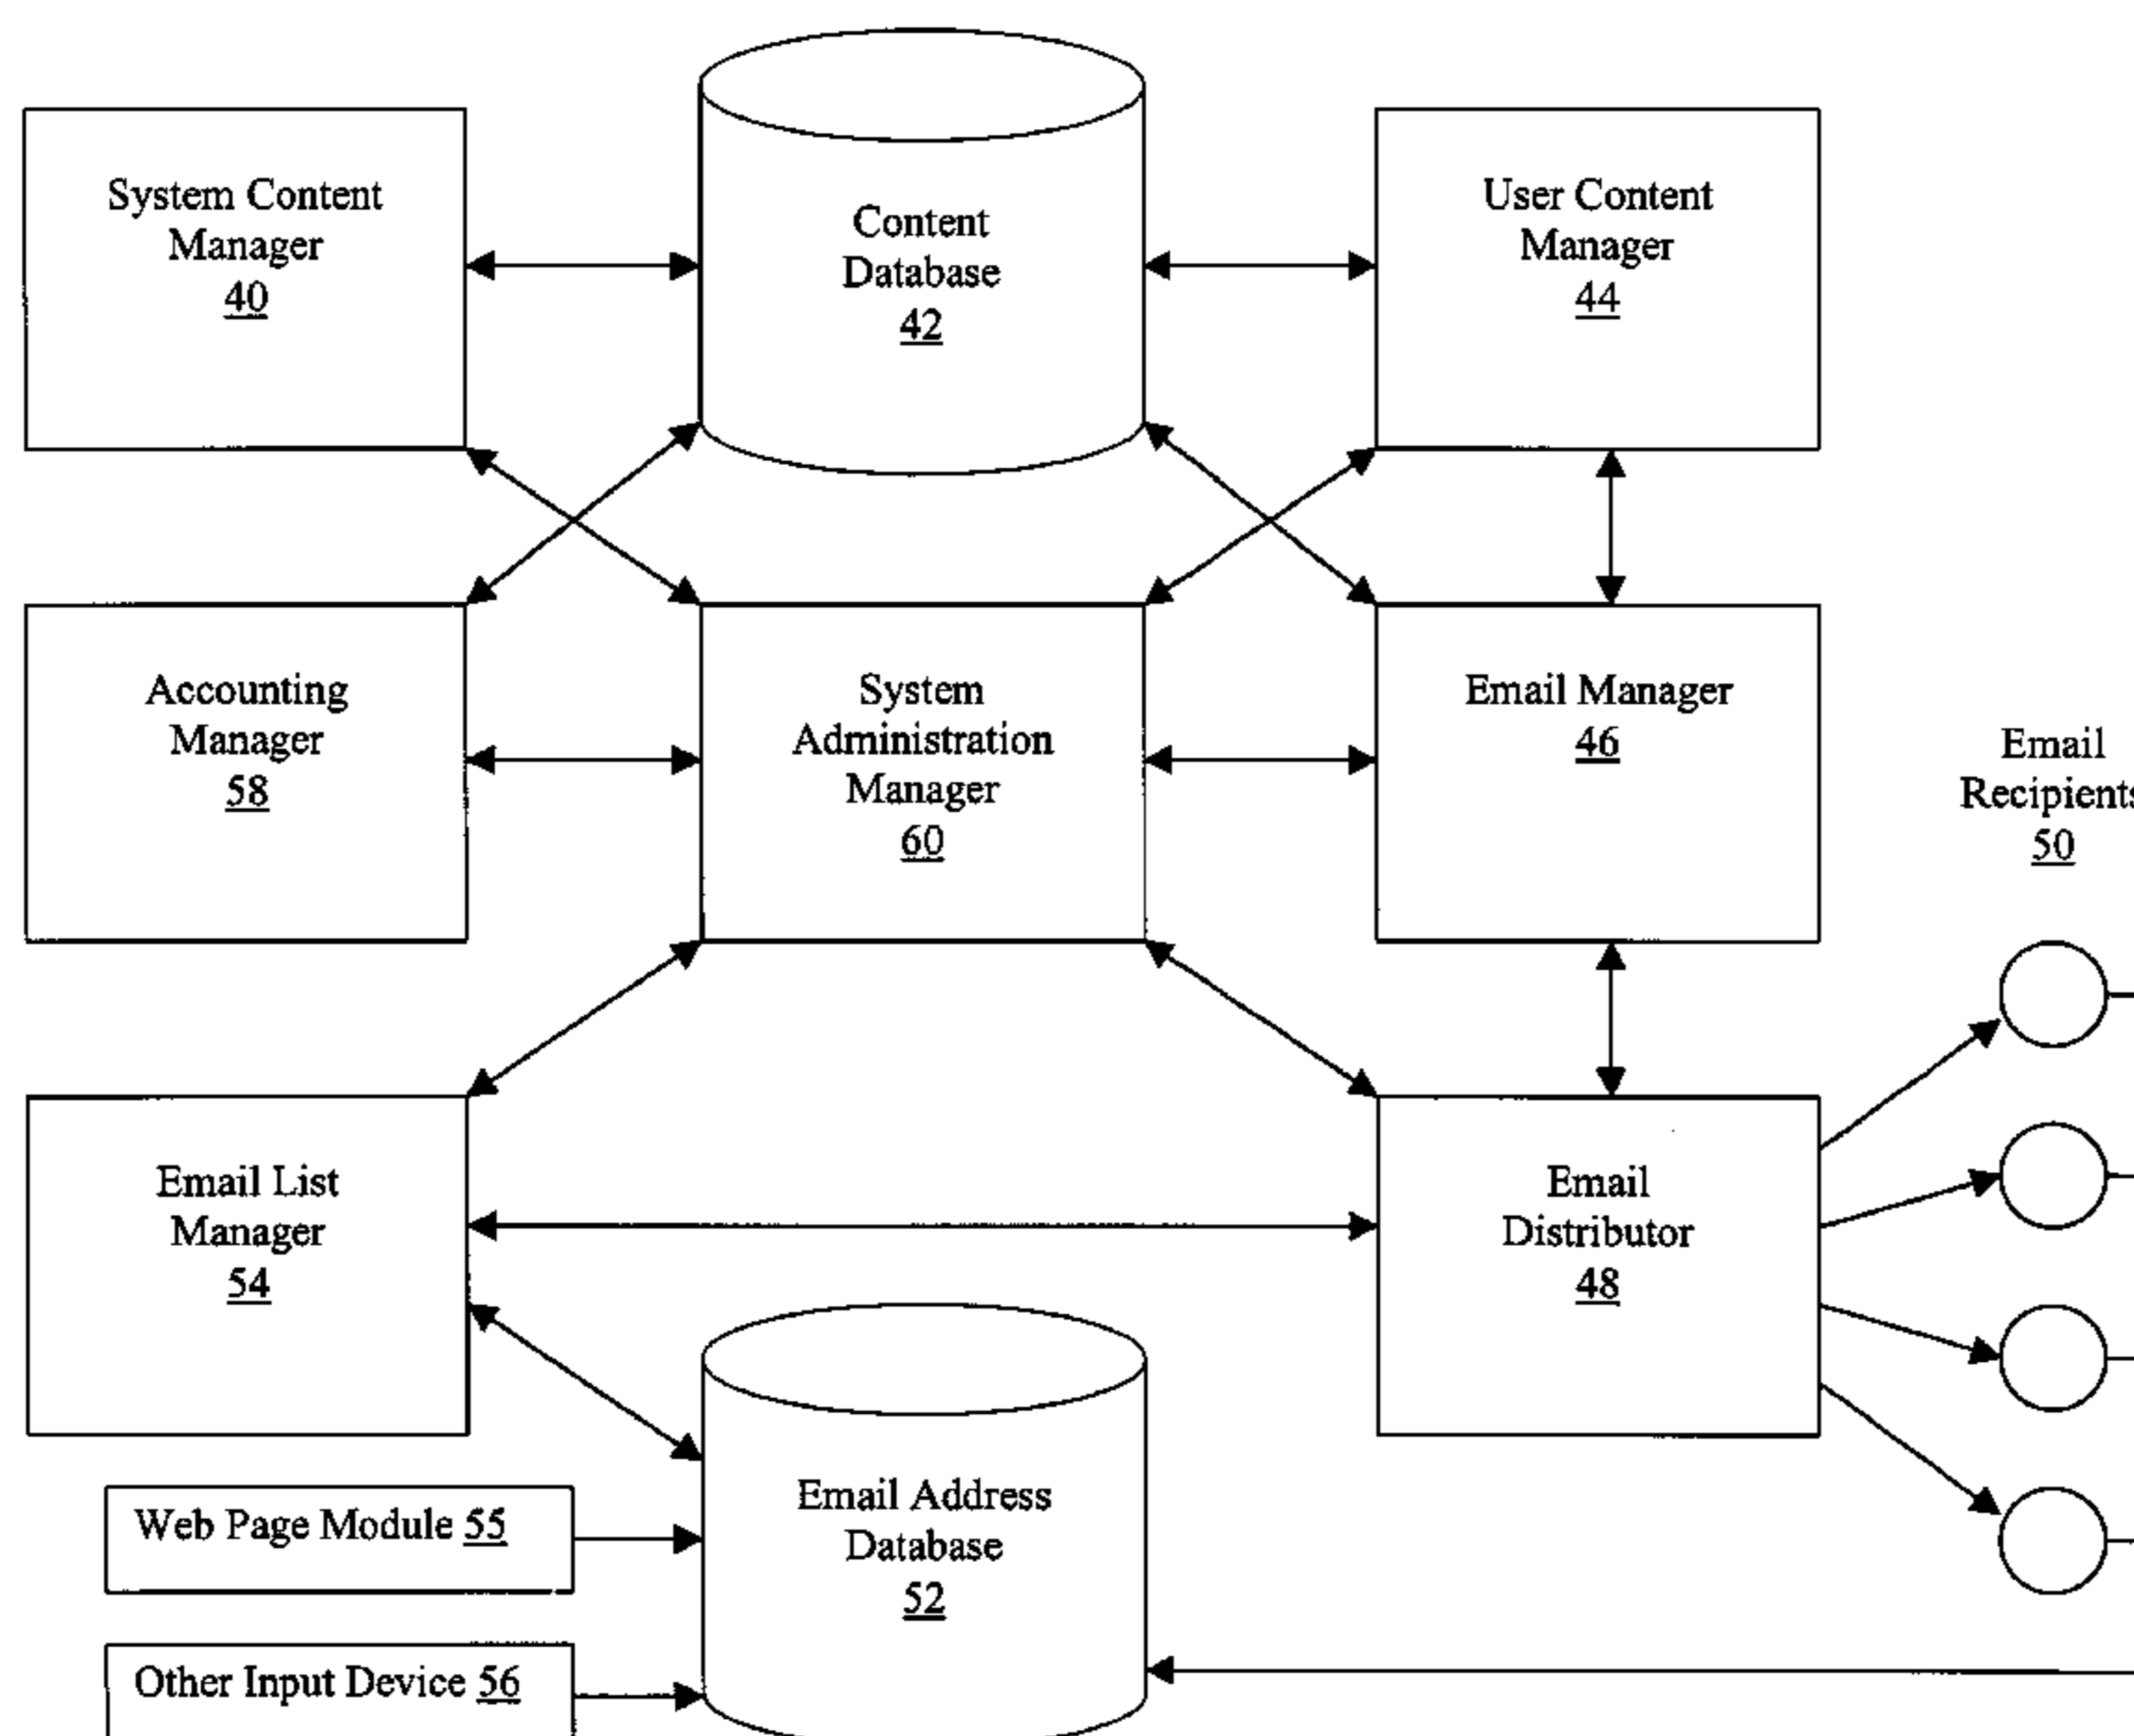 System Content
Manager
40
Content
Database
42
User Content
Manager
44
Accounting
Manager
58
System
Administration
Manager
60
Email Manager
46
Email
Recipients
50
Email List
Manager
54
Email
Distributor
48
Web Page Module 55
Email Address
Database
52
Other Input Device 56